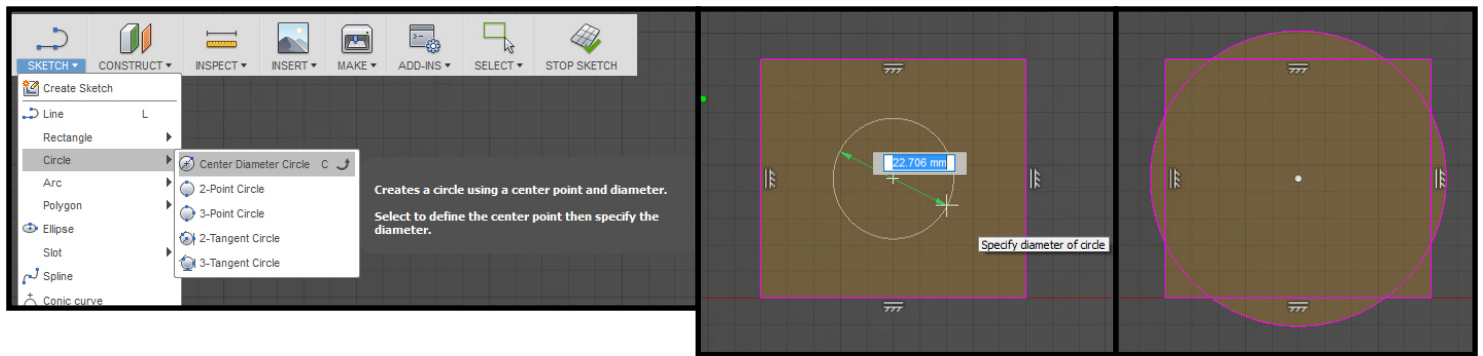 SKETCH ▾ CONSTRUCT ▾ INSPECT ▾ INSERT ▾ MAKE ▾ ADD-INS ▾ SELECT ▾ STOP SKETCH
Create Sketch
Line L
Rectangle
Circle
Arc
Polygon
Ellipse
Slot
Spline
Conic curve
Center Diameter Circle C
2-Point Circle
3-Point Circle
2-Tangent Circle
3-Tangent Circle
Creates a circle using a center point and diameter.
Select to define the center point then specify the
diameter.
22.706 mm
Specify diameter of circle